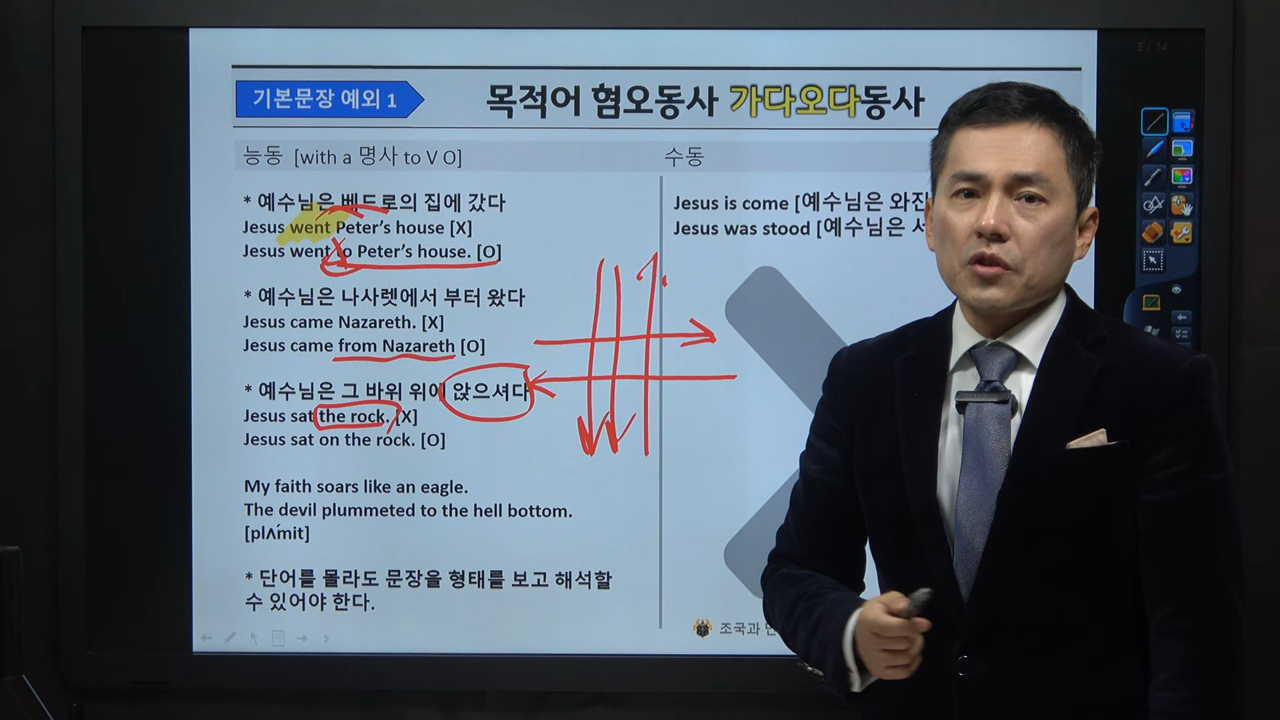 기본문장 예외 1
목적어 혐오동사 가다오다동사
능동 [with a 명사 to V O]
수동
* 예수님은 베드로의 집에 갔다
Jesus went Peter's house [X]
Jesus went to Peter's house. [O]
* 예수님은 나사렛에서 부터 왔다
Jesus came Nazareth. [X]
Jesus came from Nazareth [O]
* 예수님은 그 바위 위에 앉으셔다
Jesus sat the rock. [X]
Jesus sat on the rock. [O]
My faith soars like an eagle.
The devil plummeted to the hell bottom.
[plʌ́mit]
* 단어를 몰라도 문장을 형태를 보고 해석할
수 있어야 한다.
Jesus is come [예수님은 와진
Jesus was stood [예수님은 서
조국과